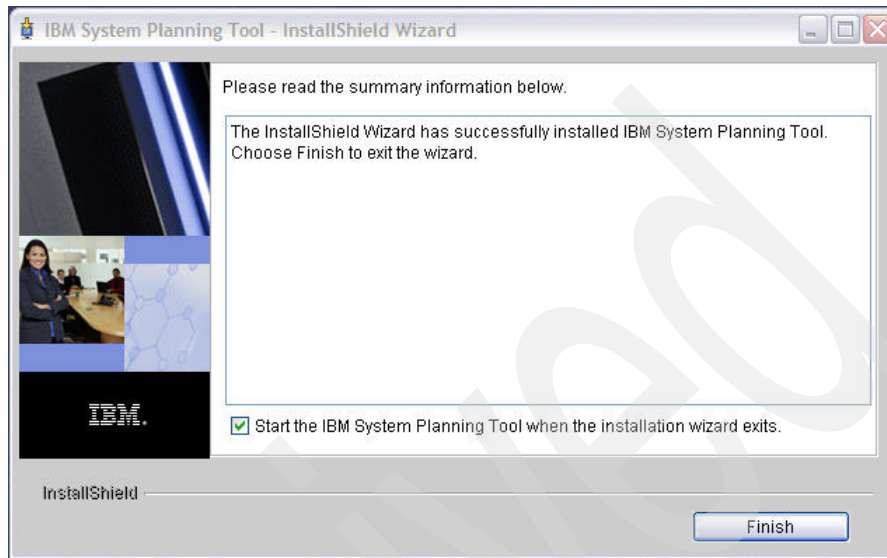 IBM System Planning Tool - InstallShield Wizard
Please read the summary information below.
The InstallShield Wizard has successfully installed IBM System Planning Tool.
Choose Finish to exit the wizard.
IBM.
Start the IBM System Planning Tool when the installation wizard exits.
InstallShield
Finish